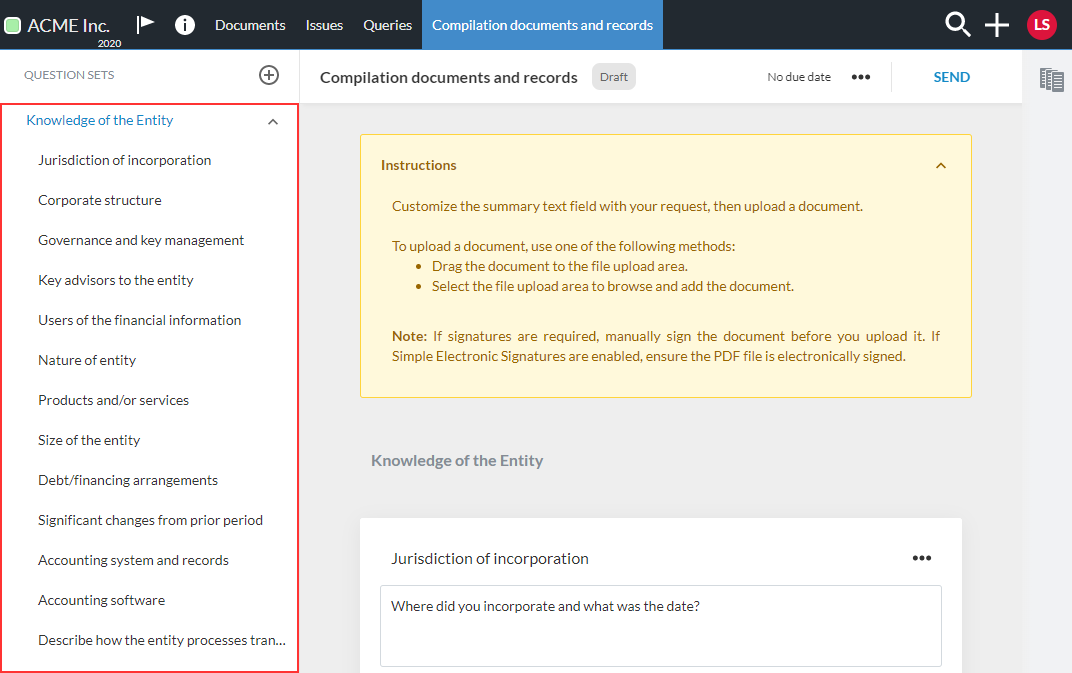 ACME Inc.
2020
Documents
Issues
Queries
Compilation documents and records
LS
QUESTION SETS
Compilation documents and records
Draft
No due date
SEND
Knowledge of the Entity
Jurisdiction of incorporation
Corporate structure
Governance and key management
Key advisors to the entity
Users of the financial information
Nature of entity
Products and/or services
Size of the entity
Debt/financing arrangements
Significant changes from prior period
Accounting system and records
Accounting software
Describe how the entity processes tran...
Instructions
Customize the summary text field with your request, then upload a document.
To upload a document, use one of the following methods:
• Drag the document to the file upload area.
• Select the file upload area to browse and add the document.
Note: If signatures are required, manually sign the document before you upload it. If
Simple Electronic Signatures are enabled, ensure the PDF file is electronically signed.
Knowledge of the Entity
Jurisdiction of incorporation
Where did you incorporate and what was the date?